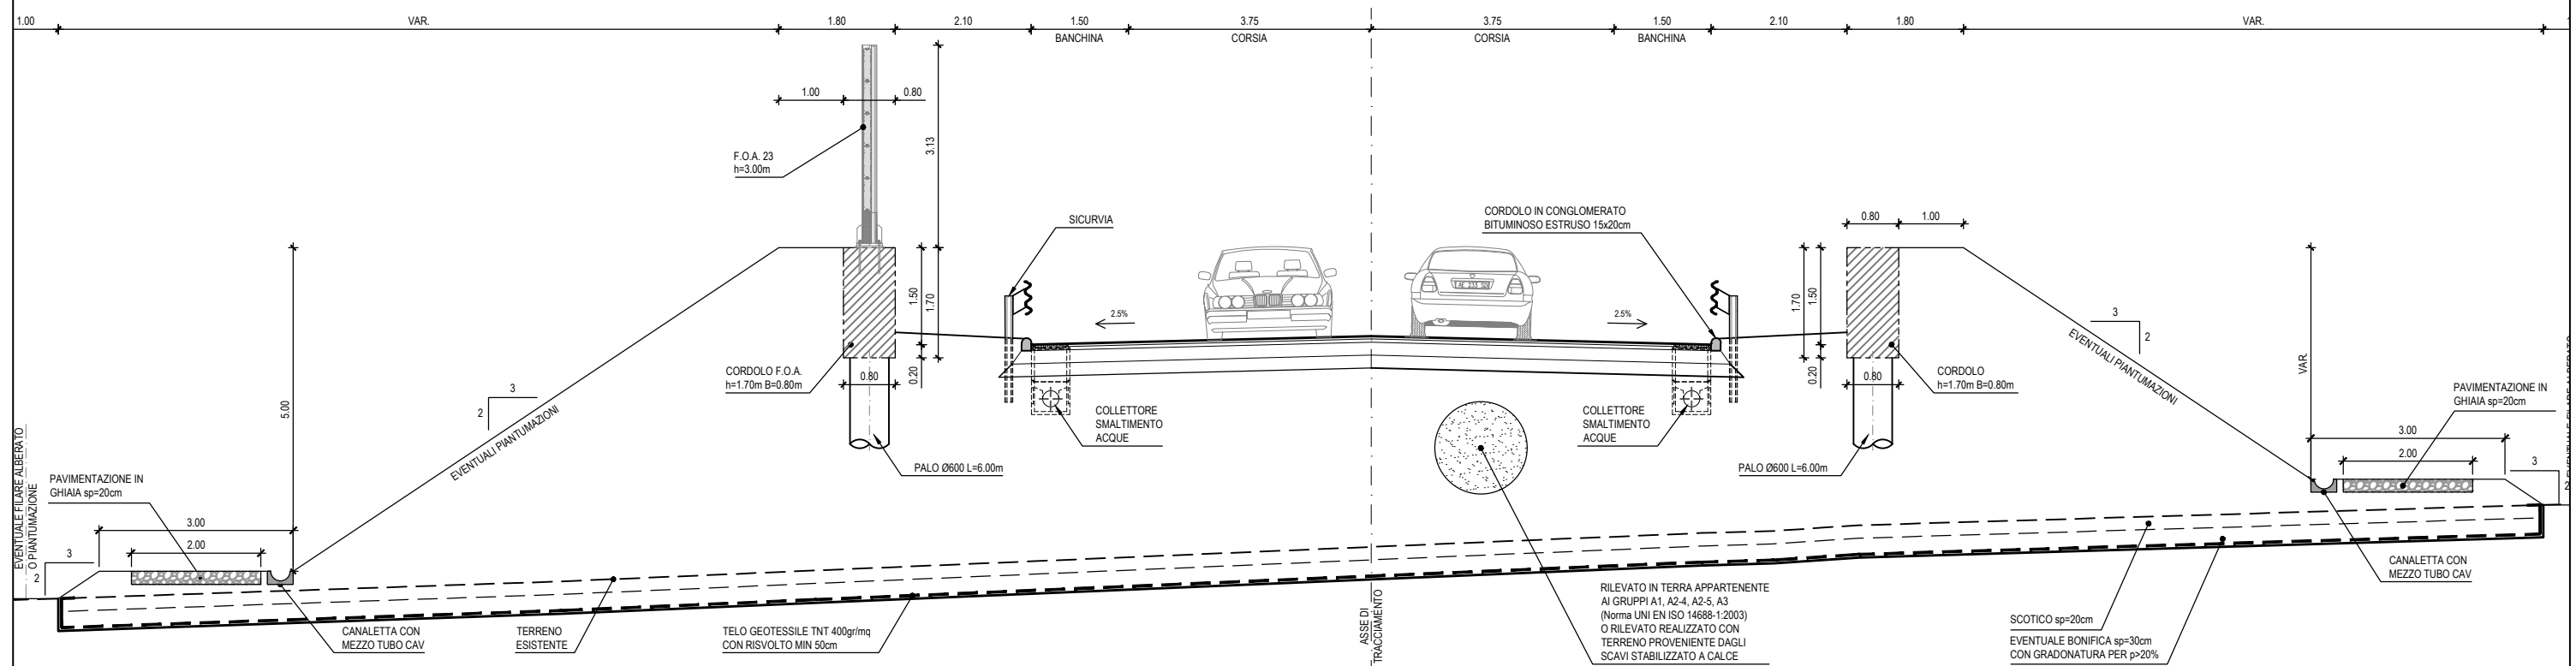 1.00
VAR.
1.80
2.10
1.50
3.75
3.75
1.50
2.10
1.80
VAR.
BANCHINA
CORSIA
CORSIA
BANCHINA
1.00
0.80
3.13
F.O.A. 23
h=3.00m
SICURVIA
CORDOLO IN CONGLOMERATO
BITUMINOSO ESTRUSO 15x20cm
0.80
1.00
5.00
1.50
1.70
0.20
2.5%
2.5%
1.70
1.50
0.20
VAR.
3
2
EVENTUALI PIANTUMAZIONI
CORDOLO F.O.A.
h=1.70m B=0.80m
0.80
COLLETTORE
SMALTIMENTO
ACQUE
COLLETTORE
SMALTIMENTO
ACQUE
0.80
CORDOLO
h=1.70m B=0.80m
3
2
EVENTUALI PIANTUMAZIONI
PAVIMENTAZIONE IN
GHIAIA sp=20cm
PALO Ø600 L=6.00m
PALO Ø600 L=6.00m
3.00
2.00
3
2
EVENTUALE FILARE ALBERATO
O PIANTUMAZIONE
PAVIMENTAZIONE IN
GHIAIA sp=20cm
3.00
2.00
3
2
CANALETTA CON
MEZZO TUBO CAV
TERRENO
ESISTENTE
TELO GEOTESSILE TNT 400gr/mq
CON RISVOLTO MIN 50cm
ASSE DI
TRACCIAMENTO
RILEVATO IN TERRA APPARTENENTE
AI GRUPPI A1, A2-4, A2-5, A3
(Norma UNI EN ISO 14688-1:2003)
O RILEVATO REALIZZATO CON
TERRENO PROVENIENTE DAGLI
SCAVI STABILIZZATO A CALCE
SCOTICO sp=20cm
EVENTUALE BONIFICA sp=30cm
CON GRADONATURA PER p>20%
CANALETTA CON
MEZZO TUBO CAV